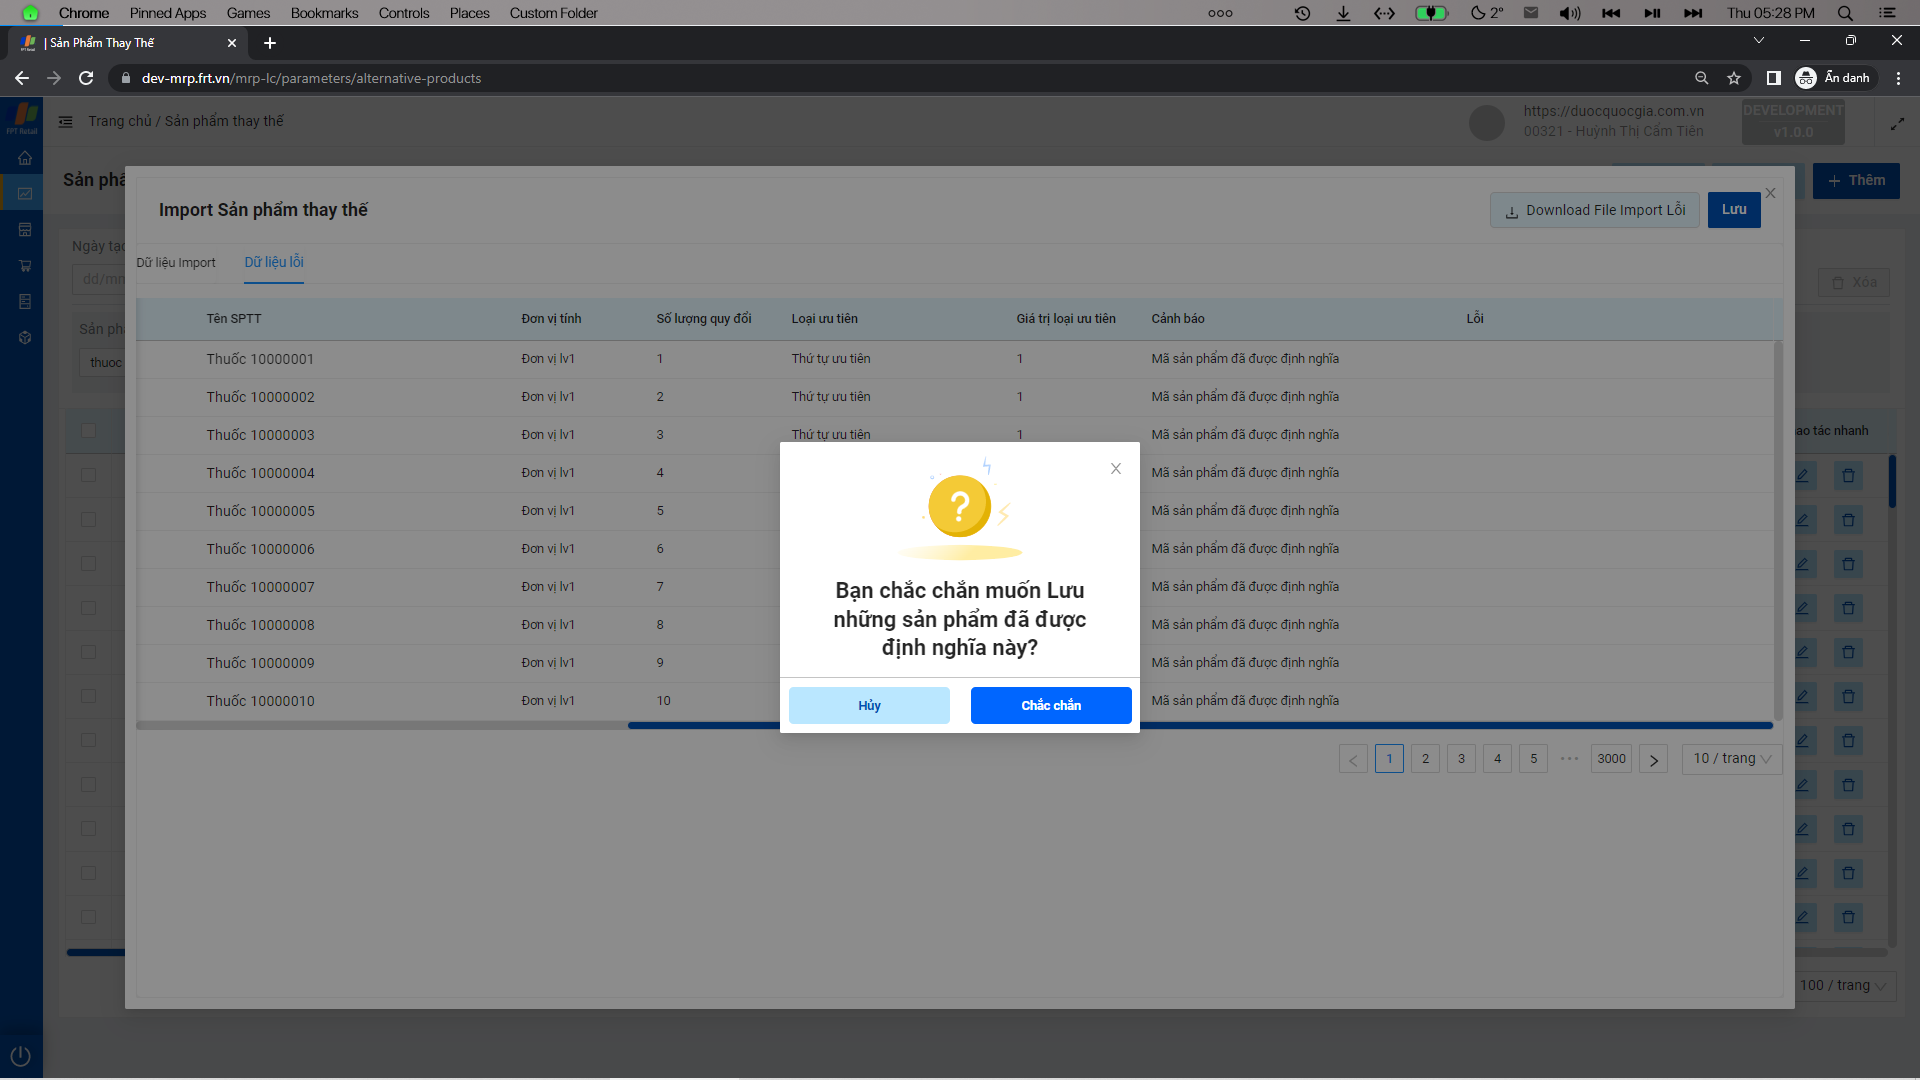 Chrome Pinned Apps Games Bookmarks Controls Places Custom Folder 2° Thu 05:28 PM
| Sản Phẩm Thay Thế
dev-mrp.frt.vn/mrp-lc/parameters/alternative-products Ẩn danh
FPT Retail
Trang chủ / Sản phẩm thay thế
https://duocquocgia.com.vn
00321 - Huỳnh Thị Cẩm Tiên
DEVELOPMENT
v1.0.0
Sản phẩ
Thêm
Import Sản phẩm thay thế
Download File Import Lỗi
Lưu
Ngày tạo
dd/mm
Xóa
Sản ph
thuoc
Dữ liệu Import Dữ liệu lỗi
Tên SPTT Đơn vị tính Số lượng quy đổi Loại ưu tiên Giá trị loại ưu tiên Cảnh báo Lỗi
Thuốc 10000001 Đơn vị lv1 1 Thứ tự ưu tiên 1 Mã sản phẩm đã được định nghĩa
Thuốc 10000002 Đơn vị lv1 2 Thứ tự ưu tiên 1 Mã sản phẩm đã được định nghĩa
Thuốc 10000003 Đơn vị lv1 3 Thứ tự ưu tiên 1 Mã sản phẩm đã được định nghĩa
ao tác nhanh
Thuốc 10000004 Đơn vị lv1 4 Mã sản phẩm đã được định nghĩa
Thuốc 10000005 Đơn vị lv1 5 Mã sản phẩm đã được định nghĩa
Thuốc 10000006 Đơn vị lv1 6 Mã sản phẩm đã được định nghĩa
Thuốc 10000007 Đơn vị lv1 7 Mã sản phẩm đã được định nghĩa
Thuốc 10000008 Đơn vị lv1 8 Mã sản phẩm đã được định nghĩa
Thuốc 10000009 Đơn vị lv1 9 Mã sản phẩm đã được định nghĩa
Thuốc 10000010 Đơn vị lv1 10 Mã sản phẩm đã được định nghĩa
?
Bạn chắc chắn muốn Lưu
những sản phẩm đã được
định nghĩa này?
Hủy Chắc chắn
< 1 2 3 4 5 ••• 3000 > 10 / trang
100 / trang